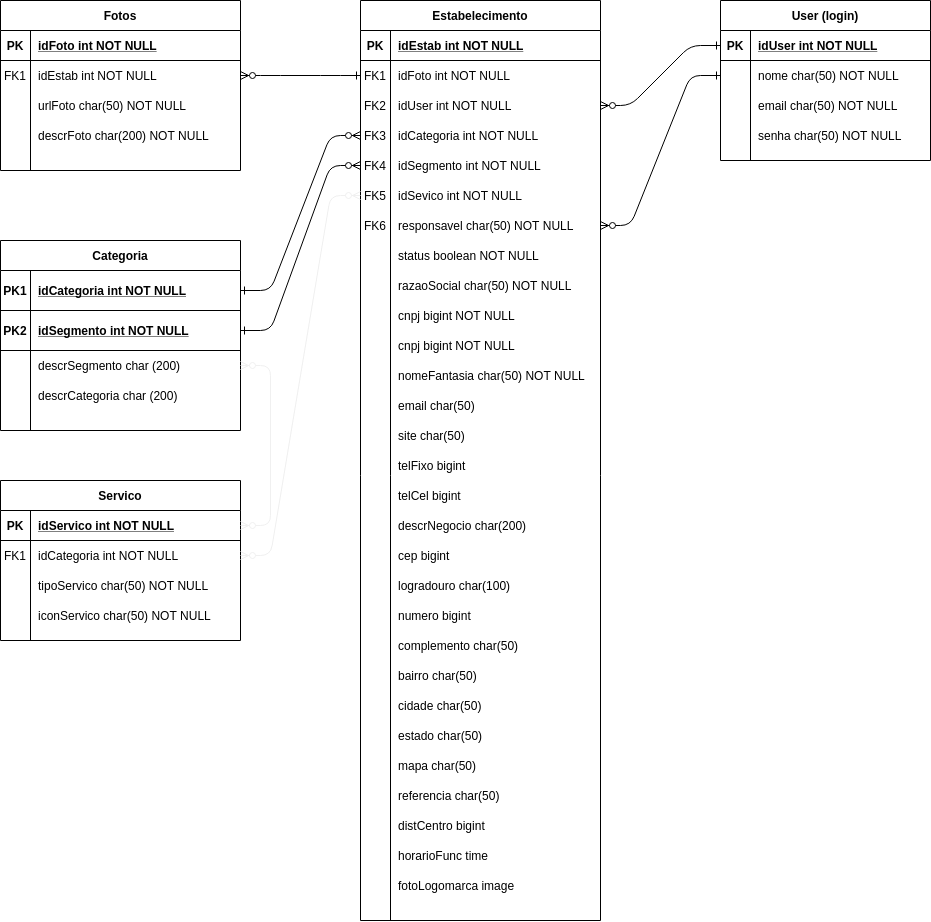 Fotos
PK idFoto int NOT NULL
FK1 idEstab int NOT NULL
urlFoto char(50) NOT NULL
descrFoto char(200) NOT NULL
Categoria
PK1 idCategoria int NOT NULL
PK2 idSegmento int NOT NULL
descrSegmento char (200)
descrCategoria char (200)
Servico
PK idServico int NOT NULL
FK1 idCategoria int NOT NULL
tipoServico char(50) NOT NULL
iconServico char(50) NOT NULL
Estabelecimento
PK idEstab int NOT NULL
FK1 idFoto int NOT NULL
FK2 idUser int NOT NULL
FK3 idCategoria int NOT NULL
FK4 idSegmento int NOT NULL
FK5 idSevico int NOT NULL
FK6 responsavel char(50) NOT NULL
status boolean NOT NULL
razaoSocial char(50) NOT NULL
cnpj bigint NOT NULL
cnpj bigint NOT NULL
nomeFantasia char(50) NOT NULL
email char(50)
site char(50)
telFixo bigint
telCel bigint
descrNegocio char(200)
cep bigint
logradouro char(100)
numero bigint
complemento char(50)
bairro char(50)
cidade char(50)
estado char(50)
mapa char(50)
referencia char(50)
distCentro bigint
horarioFunc time
fotoLogomarca image
User (login)
PK idUser int NOT NULL
nome char(50) NOT NULL
email char(50) NOT NULL
senha char(50) NOT NULL